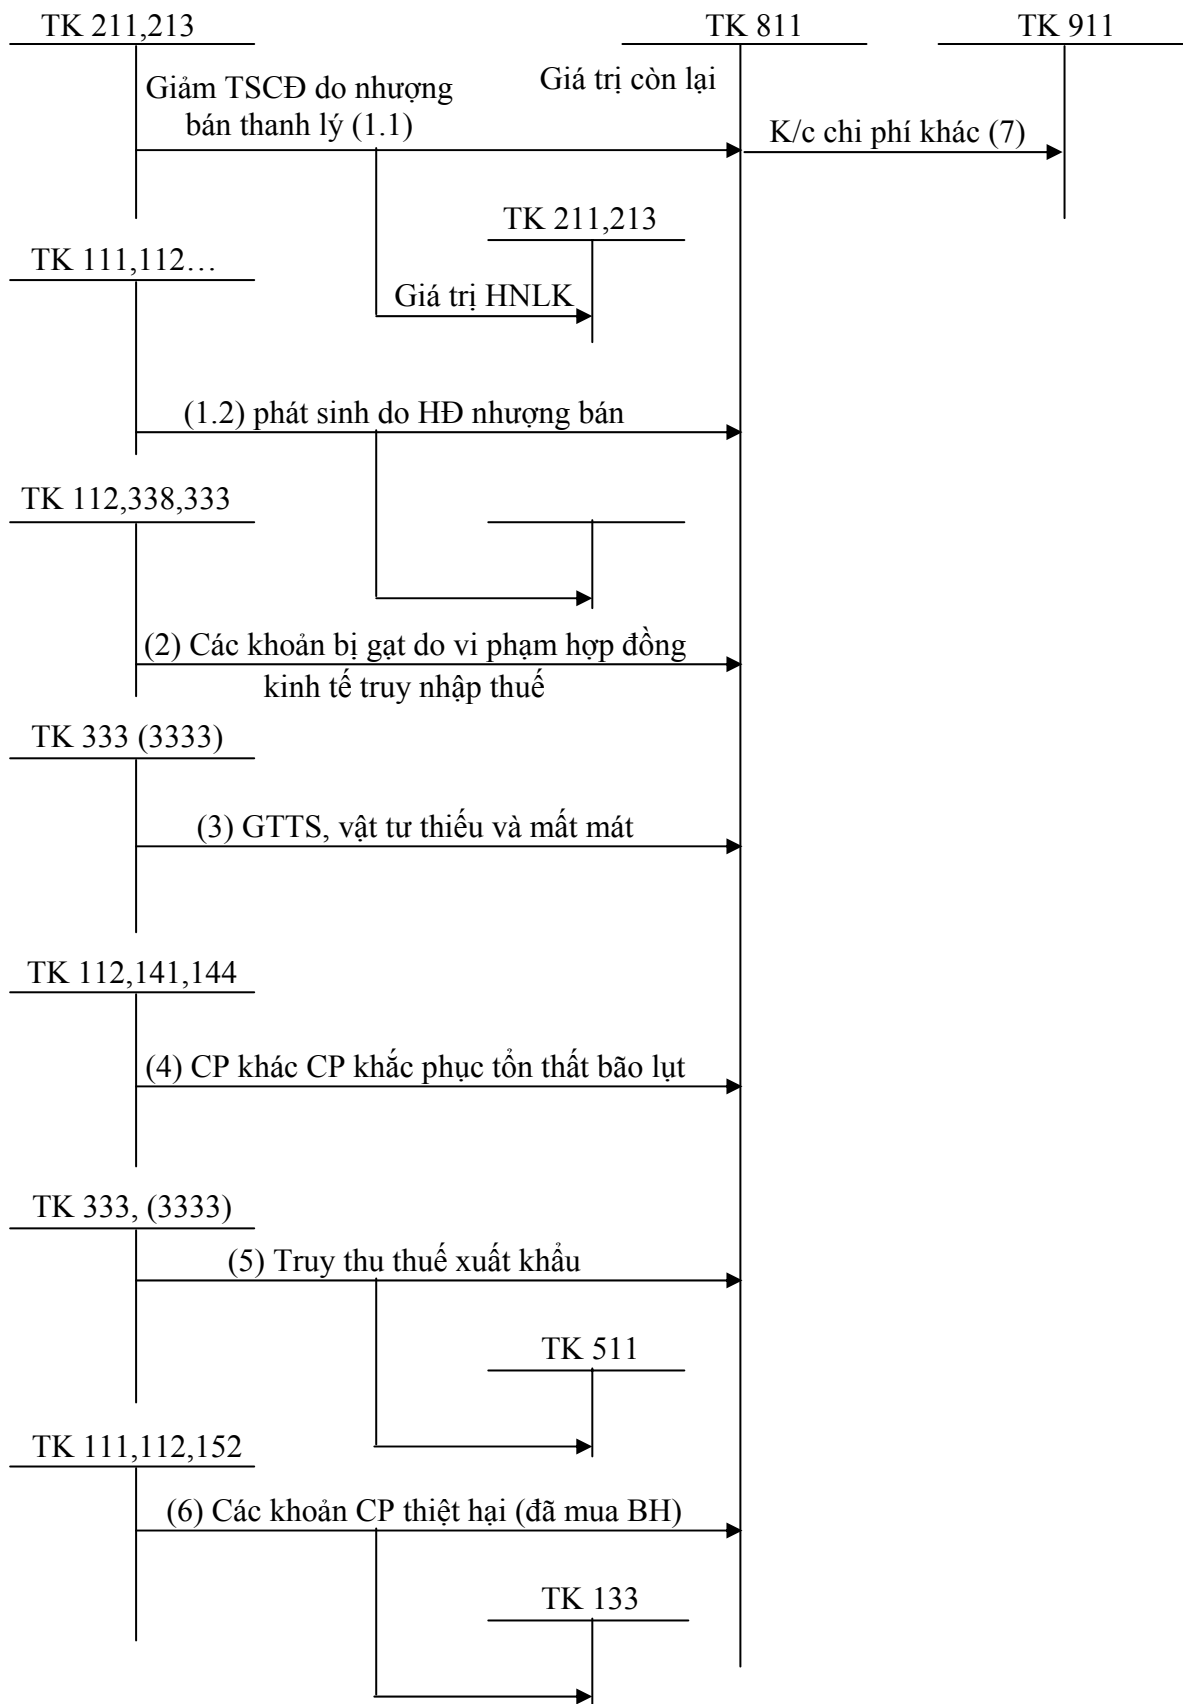 TK 211,213
TK 811
TK 911
Giảm TSCĐ do nhượng
bán thanh lý (1.1)
Giá trị còn lại
K/c chi phí khác (7)
TK 211,213
TK 111,112…
Giá trị HNLK
(1.2) phát sinh do HĐ nhượng bán
TK 112,338,333
(2) Các khoản bị gạt do vi phạm hợp đồng
kinh tế truy nhập thuế
TK 333 (3333)
(3) GTTS, vật tư thiếu và mất mát
TK 112,141,144
(4) CP khác CP khắc phục tổn thất bão lụt
TK 333, (3333)
(5) Truy thu thuế xuất khẩu
TK 511
TK 111,112,152
(6) Các khoản CP thiệt hại (đã mua BH)
TK 133